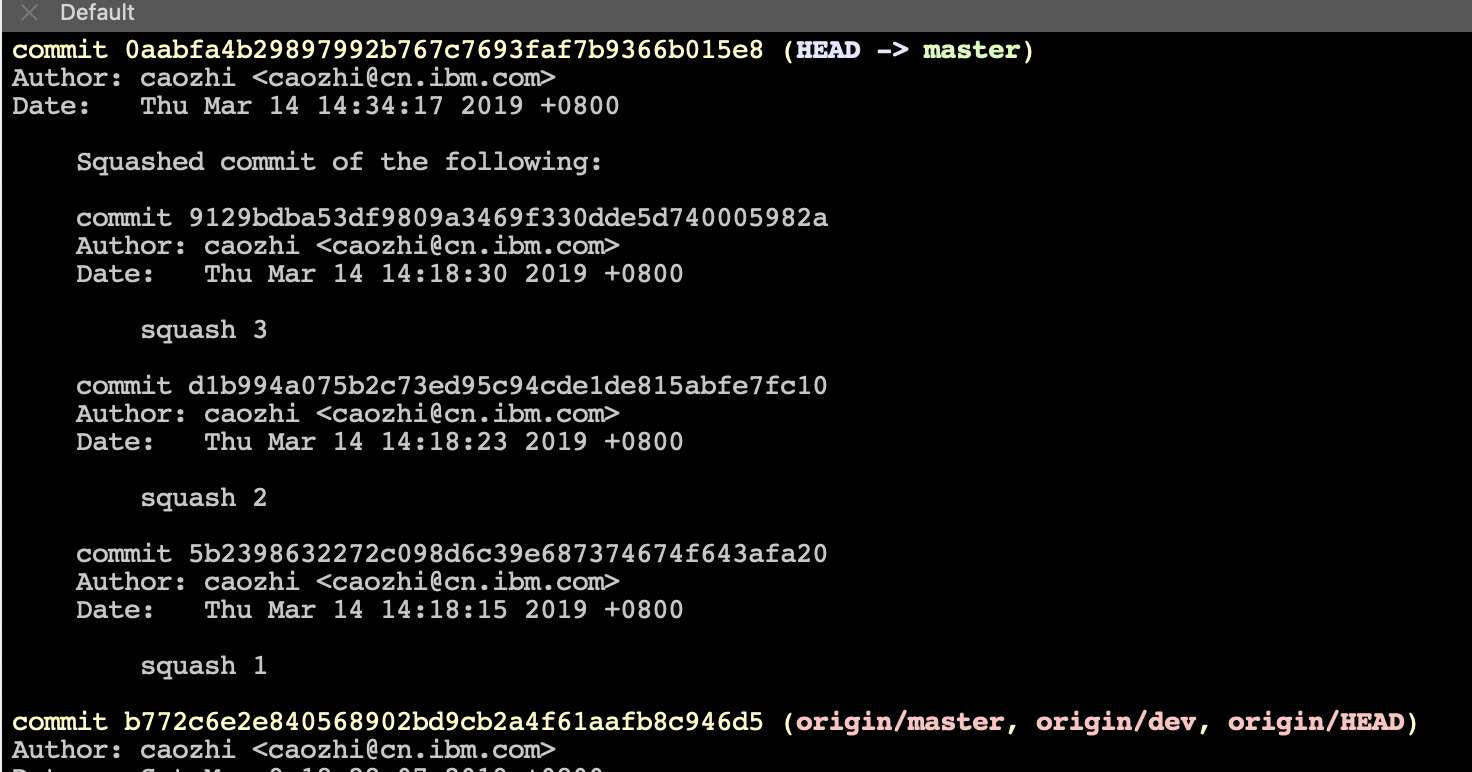 Default
commit 0aabfa4b29897992b767c7693faf7b9366b015e8 (HEAD -> master)
Author: caozhi <caozhi@cn.ibm.com>
Date:   Thu Mar 14 14:34:17 2019 +0800
Squashed commit of the following:
commit 9129bdba53df9809a3469f330dde5d740005982a
Author: caozhi <caozhi@cn.ibm.com>
Date:   Thu Mar 14 14:18:30 2019 +0800
squash 3
commit d1b994a075b2c73ed95c94cde1de815abfe7fc10
Author: caozhi <caozhi@cn.ibm.com>
Date:   Thu Mar 14 14:18:23 2019 +0800
squash 2
commit 5b2398632272c098d6c39e687374674f643afa20
Author: caozhi <caozhi@cn.ibm.com>
Date:   Thu Mar 14 14:18:15 2019 +0800
squash 1
commit b772c6e2e840568902bd9cb2a4f61aafb8c946d5 (origin/master, origin/dev, origin/HEAD)
Author: caozhi <caozhi@cn.ibm.com>